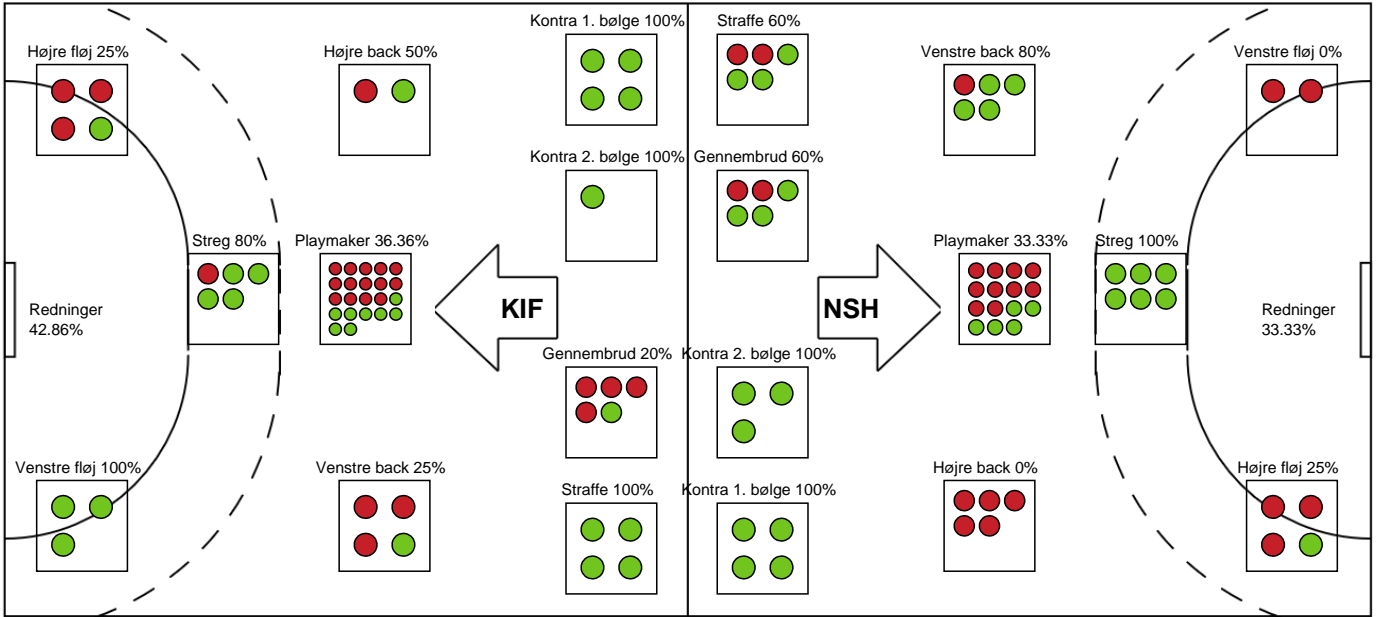 Kontra 1. bølge 100%
Straffe 60%
Højre fløj 25%
Højre back 50%
Venstre back 80%
Venstre fløj 0%
Kontra 2. bølge 100%
Gennembrud 60%
Streg 80%
Playmaker 36.36%
Playmaker 33.33%
Streg 100%
Redninger
42.86%
KIF
NSH
Redninger
33.33%
Gennembrud 20%
Kontra 2. bølge 100%
Venstre fløj 100%
Venstre back 25%
Straffe 100%
Kontra 1. bølge 100%
Højre back 0%
Højre fløj 25%